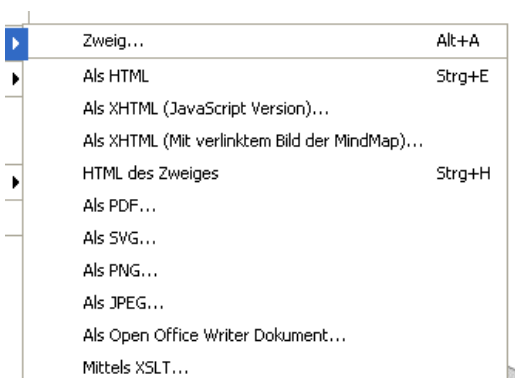 Zweig... Alt+A
Als HTML Strg+E
Als XHTML (JavaScript Version)...
Als XHTML (Mit verlinktem Bild der MindMap)...
HTML des Zweiges Strg+H
Als PDF...
Als SVG...
Als PNG...
Als JPEG...
Als Open Office Writer Dokument...
Mittels XSLT...